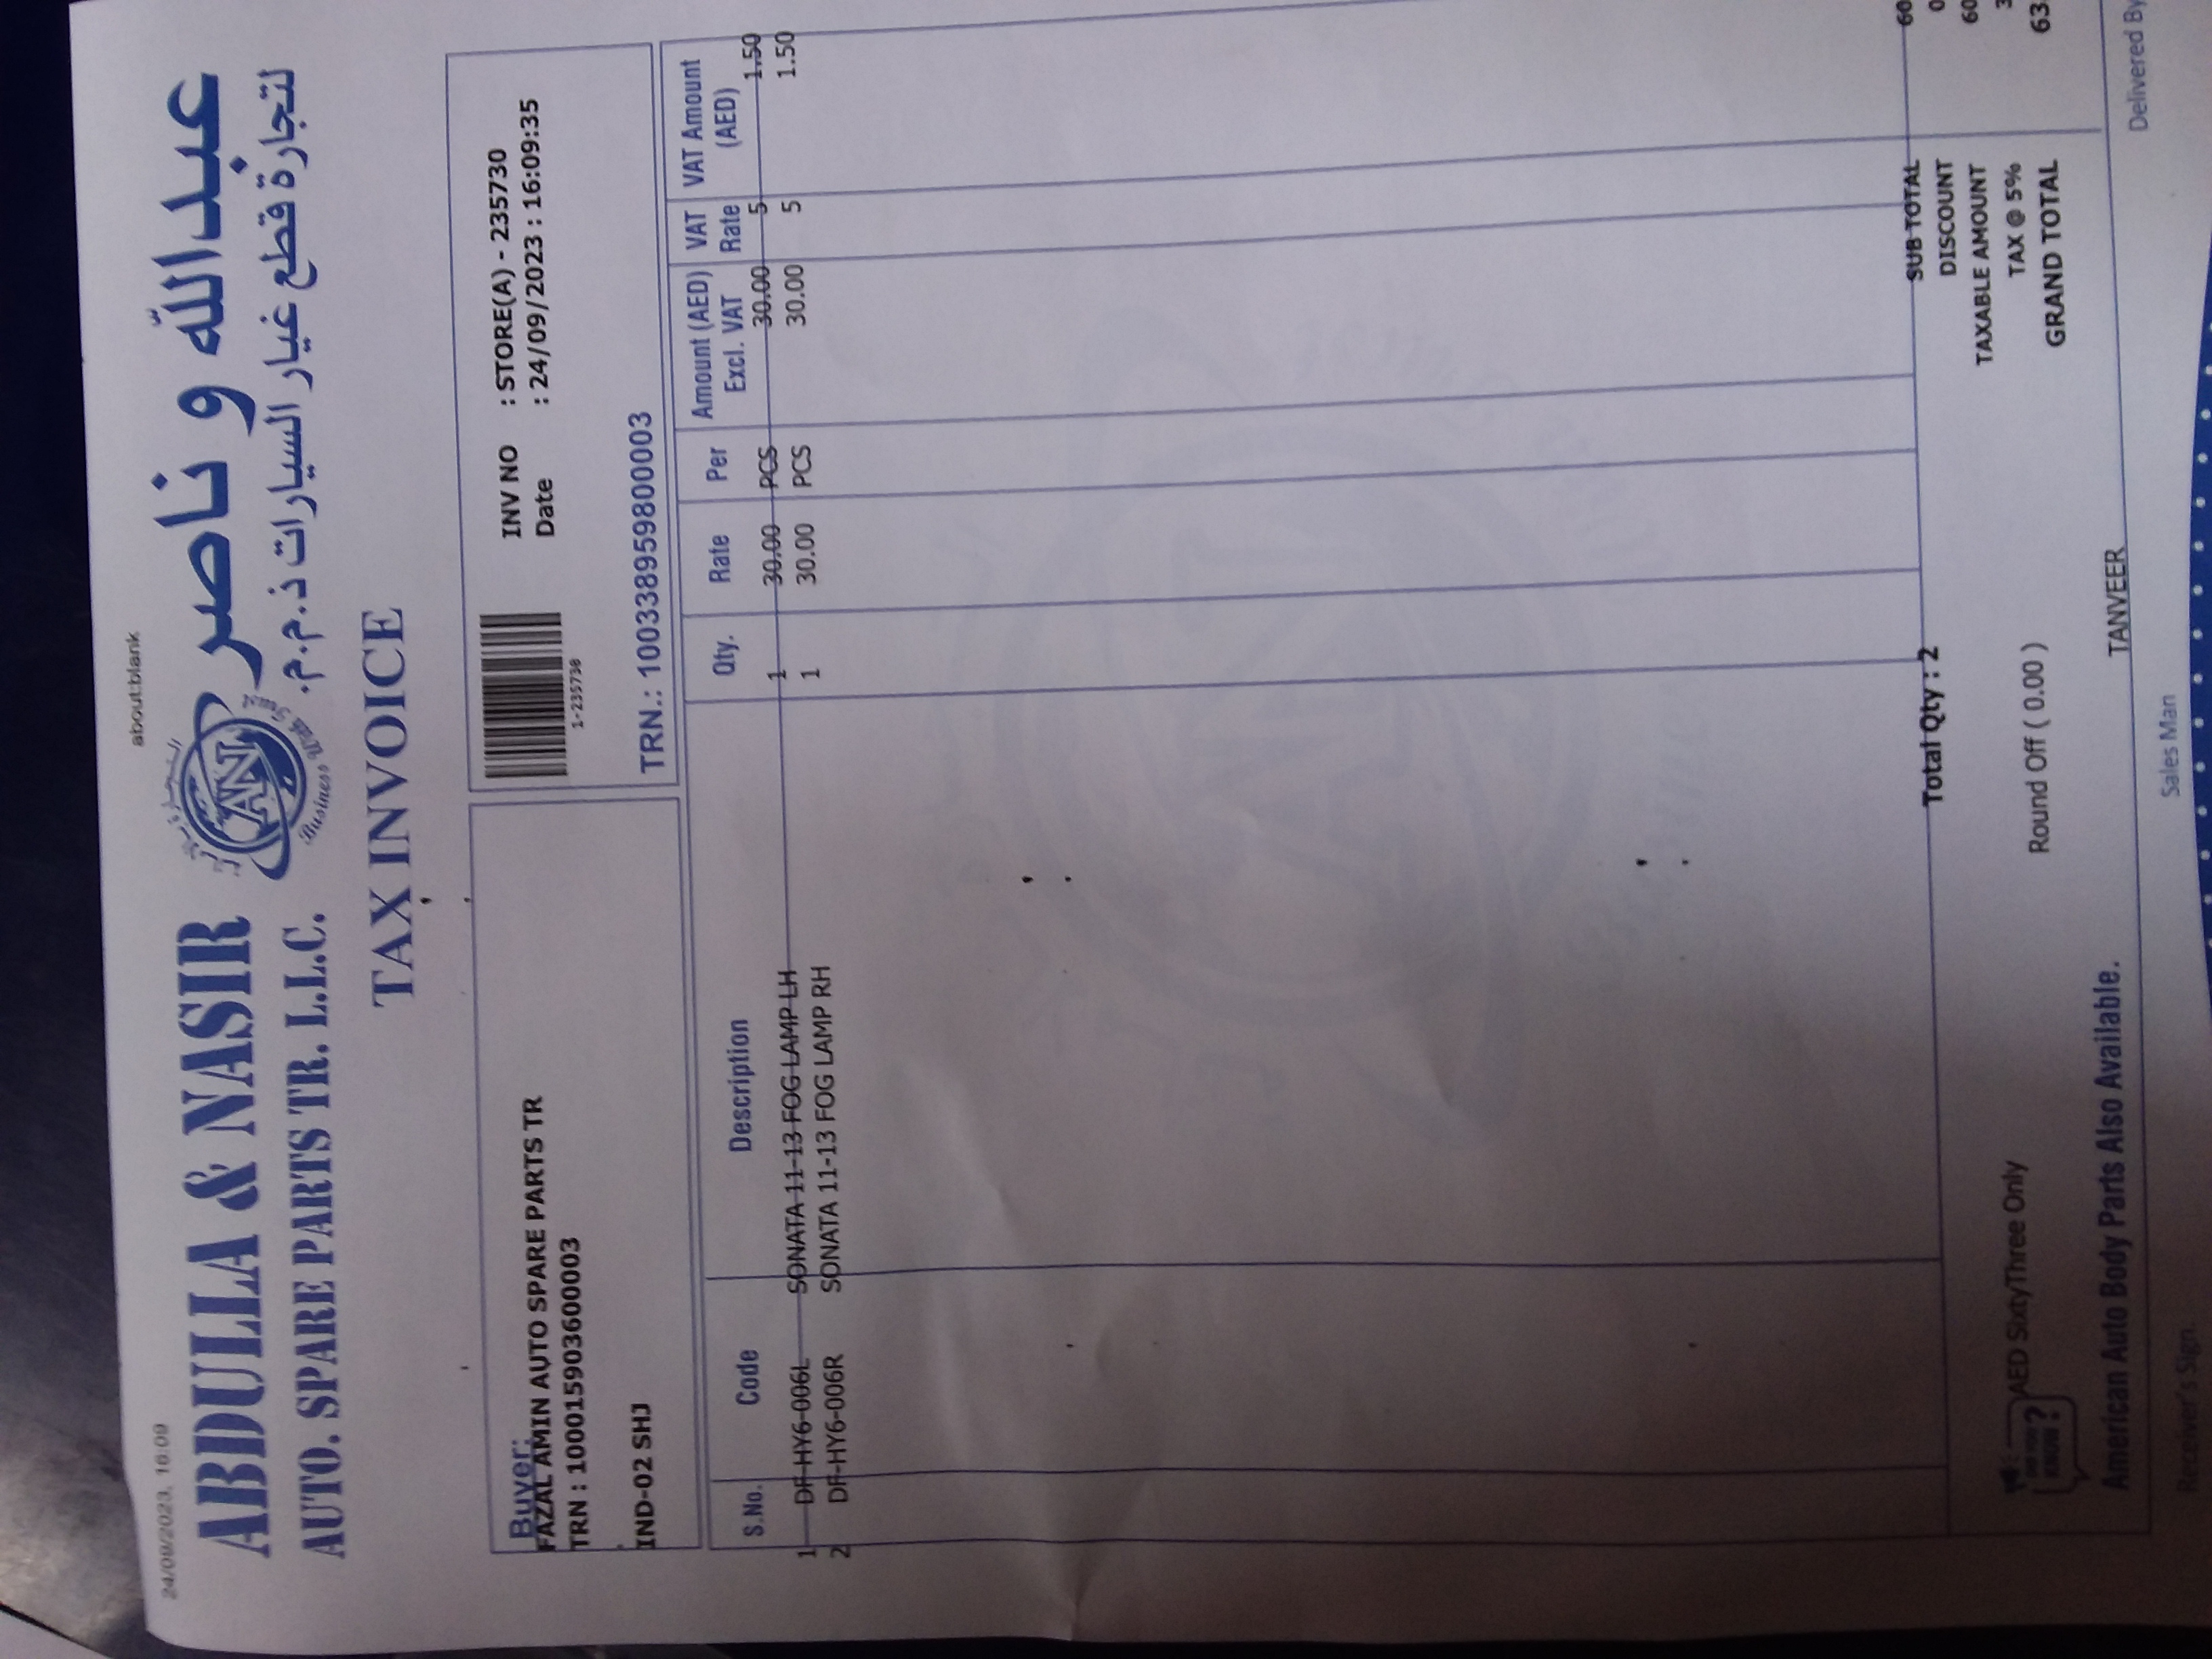 24/09/2023, 16:09 about:blank
ABDULLA & NASIR عبدالله و ناصر
AUTO. SPARE PARTS TR. L.L.C. لتجارة قطع غيار السيارات ذ.م.م.
AN
TAX INVOICE
Buyer:
FAZAL AMIN AUTO SPARE PARTS TR
TRN : 100015903600003
IND-02 SHJ
1-235730
INV NO : STORE(A) - 235730
Date : 24/09/2023 : 16:09:35
TRN.: 100338959800003
S.No. Code Description Qty. Rate Per Amount (AED) Excl. VAT VAT Rate VAT Amount (AED)
1 DF-HY6-006L SONATA 11-13 FOG LAMP LH 1 30.00 PCS 30.00 5 1.50
2 DF-HY6-006R SONATA 11-13 FOG LAMP RH 1 30.00 PCS 30.00 5 1.50
Total Qty : 2 SUB TOTAL 60
DISCOUNT 0
TAXABLE AMOUNT 60
TAX @ 5% 3
AED SixtyThree Only Round Off ( 0.00 ) GRAND TOTAL 63.
KNOW?
American Auto Body Parts Also Available.
TANVEER
Receiver's Sign. Sales Man Delivered By